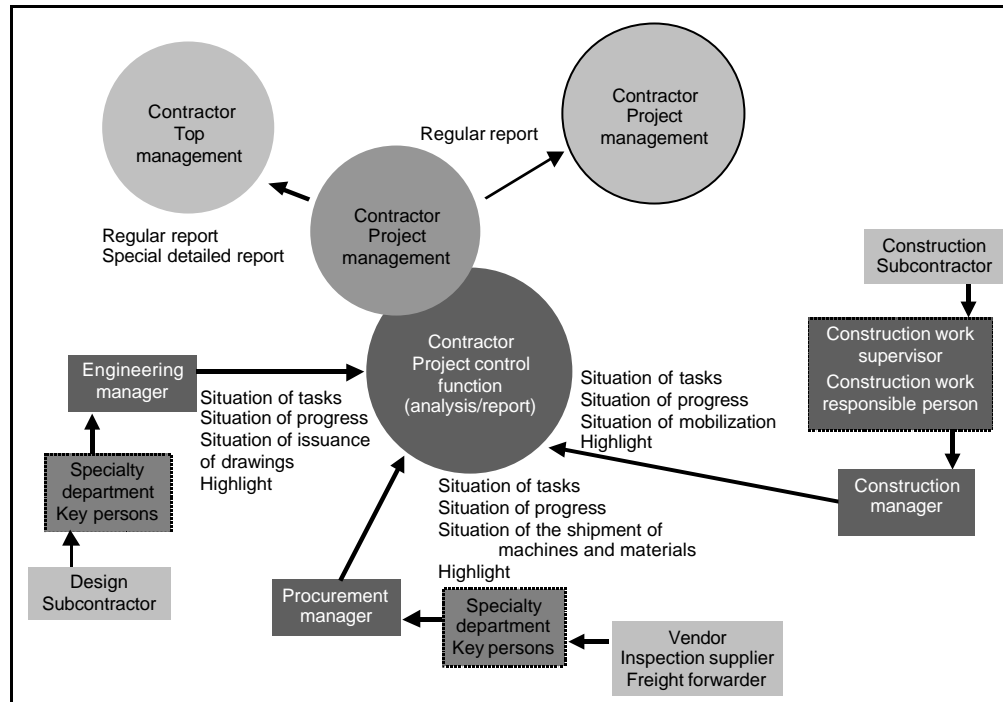 Contractor
Top
management
Contractor
Project
management
Regular report
Contractor
Project
management
Regular report
Special detailed report
Construction
Subcontractor
Construction work
supervisor
Construction work
responsible person
Construction
manager
Contractor
Project control
function
(analysis/report)
Situation of tasks
Situation of progress
Situation of mobilization
Highlight
Engineering
manager
Situation of tasks
Situation of progress
Situation of issuance
of drawings
Highlight
Specialty
department
Key persons
Design
Subcontractor
Situation of tasks
Situation of progress
Situation of the shipment of
machines and materials
Highlight
Procurement
manager
Specialty
department
Key persons
Vendor
Inspection supplier
Freight forwarder